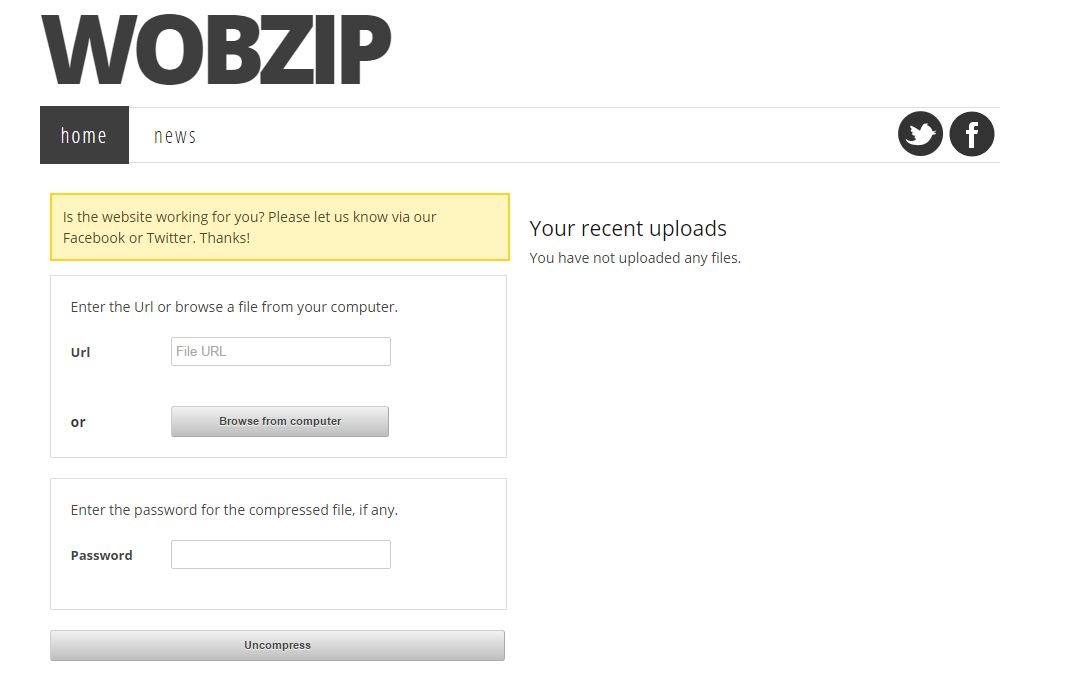 WOBZIP
home
news
Is the website working for you? Please let us know via our
Facebook or Twitter. Thanks!
Your recent uploads
You have not uploaded any files.
Enter the Url or browse a file from your computer.
Url
File URL
or
Browse from computer
Enter the password for the compressed file, if any.
Password
Uncompress